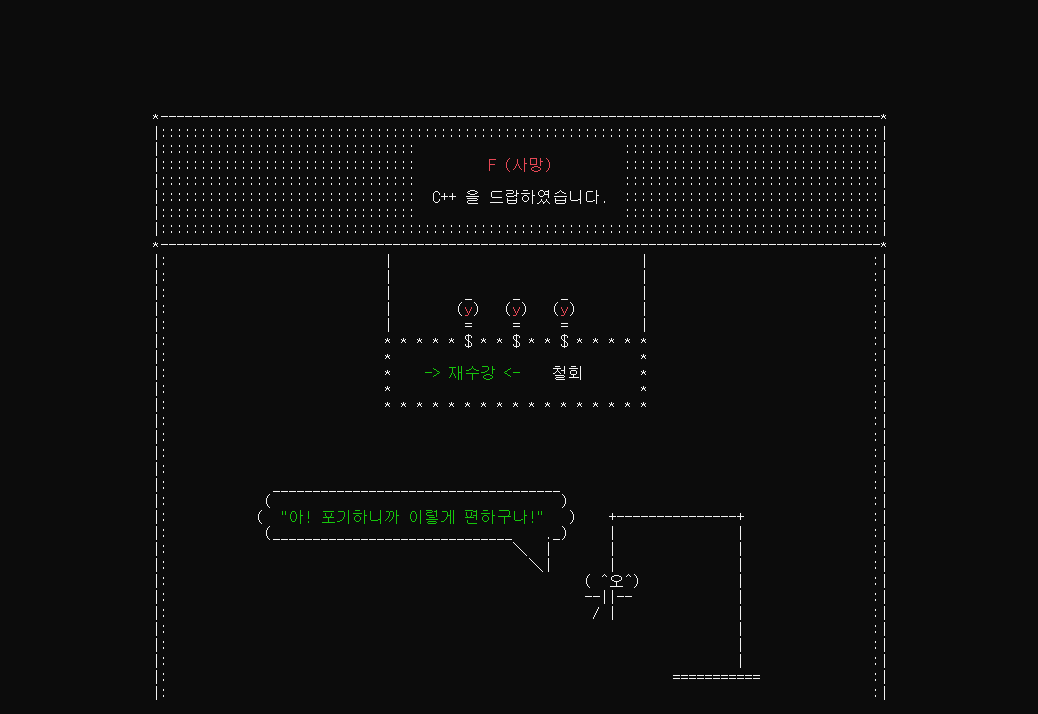 F (사망)
C++ 을 드랍하였습니다.
(y) (y) (y)
$ $ $
-> 재수강 <- 철회
"아! 포기하니까 이렇게 편하구나!"
( ^오^)